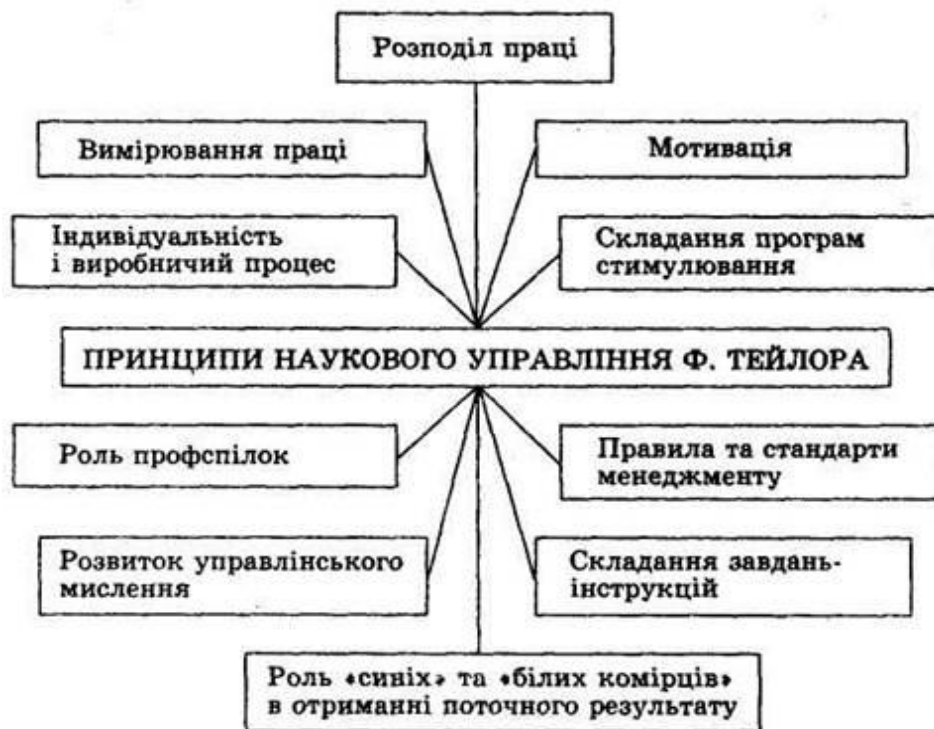 Розподіл праці
Вимірювання праці
Мотивація
Індивідуальність
і виробничий процес
Складання програм
стимулювання
ПРИНЦИПИ НАУКОВОГО УПРАВЛІННЯ Ф. ТЕЙЛОРА
Роль профспілок
Правила та стандарти
менеджменту
Розвиток управлінського
мислення
Складання завдань-
інструкцій
Роль «синіх» та «білих комірців»
в отриманні поточного результату